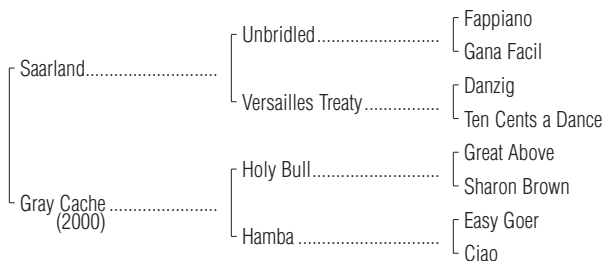 Fappiano
Unbridled
Gana Facil
Saarland
Danzig
Versailles Treaty
Ten Cents a Dance
Great Above
Holy Bull
Sharon Brown
Gray Cache
(2000)
Easy Goer
Hamba
Ciao